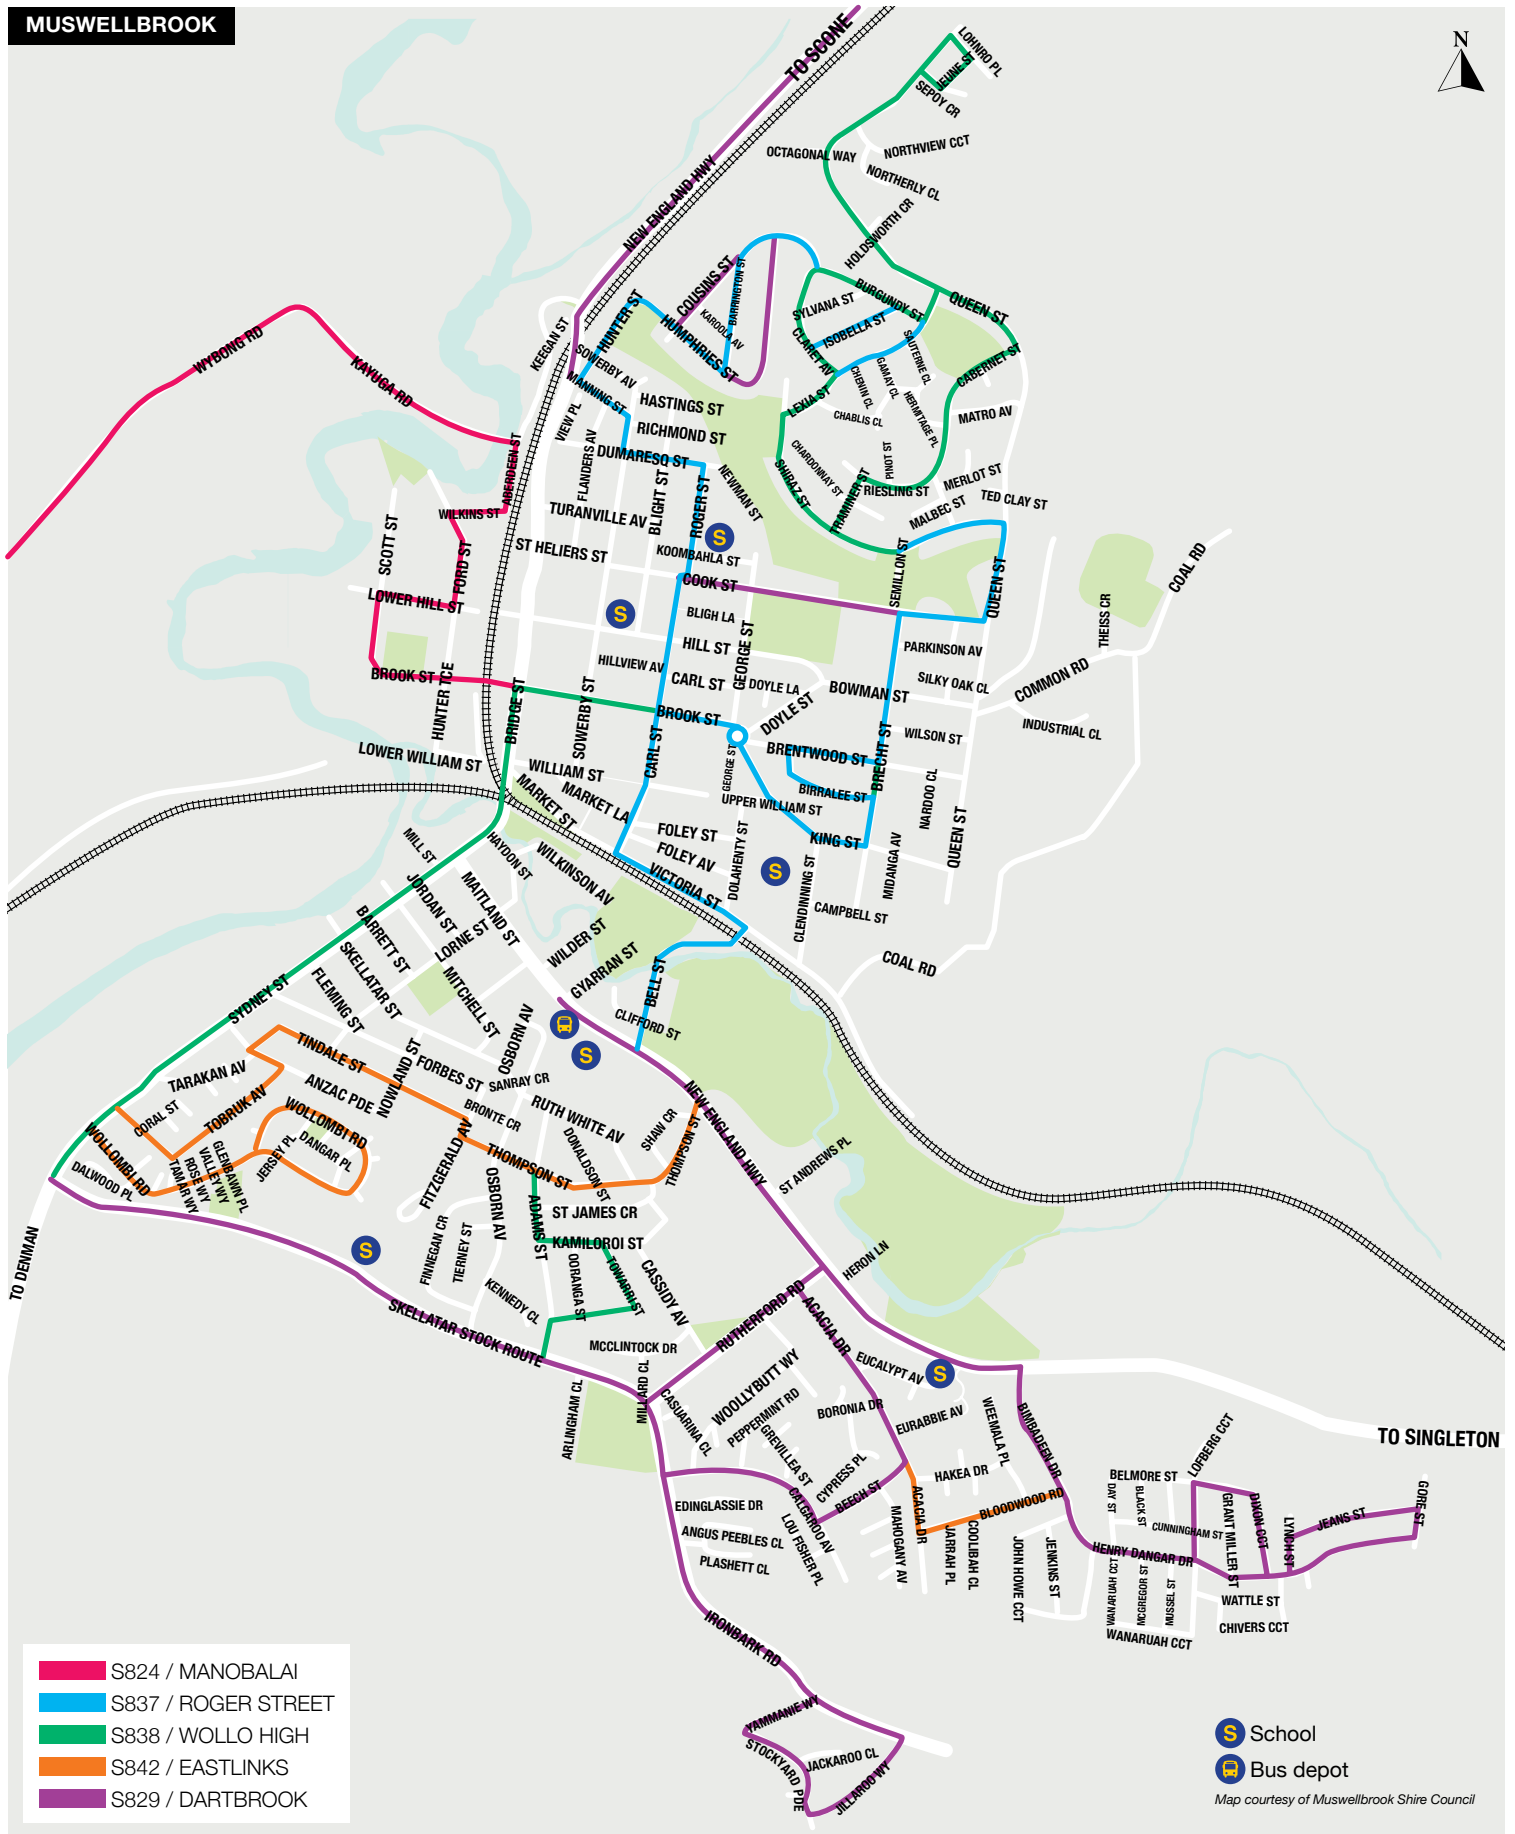 MUSWELLBROOK
TO SCONE
N
LOHNRO PL
JEUNE ST
SEPOY CR
OCTAGONAL WAY
NORTHVIEW CCT
NORTHERLY CL
NEW ENGLAND HWY
HOLDSWORTH CR
COUSINS ST
BARRINGTON ST
KAROOLA AV
HUNTER ST
HUMPHRIES ST
BURGUNDY ST
QUEEN ST
SYLVANA ST
ISOBELLA ST
CLARET AV
SAUTERNE CL
GAMAY CL
CHENIN CL
CABERNET ST
WYBONG RD
KAYUGA RD
KEEGAN ST
SOWERBY AV
MANNING ST
HASTINGS ST
VIEW PL
RICHMOND ST
FLANDERS AV
DUMARESQ ST
LEXIA ST
CHABLIS CL
HERMITAGE PL
MATRO AV
PINOT ST
CHARDONNAY ST
SHIRAZ ST
TRAMINER ST
RIESLING ST
MERLOT ST
MALBEC ST
TED CLAY ST
ABERDEEN ST
WILKINS ST
BLIGHT ST
ROGER ST
NEWMAN ST
TURANVILLE AV
S
ST HELIERS ST
KOOMBAHLA ST
COOK ST
SEMILLON ST
QUEEN ST
COAL RD
SCOTT ST
FORD ST
LOWER HILL ST
S
BLIGH LA
HILL ST
GEORGE ST
THEISS CR
PARKINSON AV
COMMON RD
HILLVIEW AV
CARL ST
DOYLE LA
BOWMAN ST
SILKY OAK CL
BROOK ST
HUNTER TCE
BRIDGE ST
SOWERBY ST
BROOK ST
DOYLE ST
INDUSTRIAL CL
WILSON ST
BRENTWOOD ST
BRECHT ST
LOWER WILLIAM ST
CARL ST
GEORGE ST
WILLIAM ST
BIRRALEE ST
UPPER WILLIAM ST
NARDOO CL
MARKET ST
MARKET LA
FOLEY ST
KING ST
QUEEN ST
MILL ST
HAYDON ST
WILKINSON AV
FOLEY AV
DOLAHENTY ST
S
MIDANGA AV
VICTORIA ST
CLENDINNING ST
CAMPBELL ST
JORDAN ST
MAITLAND ST
BARRETT ST
LORNE ST
WILDER ST
COAL RD
SKELLATAR ST
GYARRAN ST
FLEMING ST
MITCHELL ST
BELL ST
SYDNEY ST
CLIFFORD ST
OSBORN AV
S
TINDALE ST
NOWLAND ST
FORBES ST
SANRAY CR
TARAKAN AV
ANZAC PDE
NEW ENGLAND HWY
CORAL ST
TOBRUK AV
WOLLOMBI RD
BRONTE CR
RUTH WHITE AV
SHAW CR
THOMPSON ST
WOLLOMBI RD
DANGAR PL
JERSEY PL
FITZGERALD AV
THOMPSON ST
DONALDSON ST
ST ANDREWS PL
DALWOOD PL
TAMAR WY
ROSE WY
VALLEY WY
GLENBAWN PL
OSBORN AV
ADAMS ST
ST JAMES CR
KAMILOROI ST
TO DENMAN
S
FINNEGAN CR
TIERNEY ST
OORANGA ST
TOWARRI ST
CASSIDY AV
HERON LN
KENNEDY CL
RUTHERFORD RD
ACACIA DR
SKELLATAR STOCK ROUTE
MCCLINTOCK DR
EUCALYPT AV
S
ARLINGHAM CL
MILLARD CL
CASUARINA CL
WOOLLYBUTT WY
PEPPERMINT RD
GREVILLEA ST
BORONIA DR
EURABBIE AV
WEEMALA PL
BIMBADEEN DR
TO SINGLETON
LOFBERG CCT
CYPRESS PL
BEECH ST
HAKEA DR
BELMORE ST
GORE ST
EDINGLASSIE DR
CALGAROO AV
LOU FISHER PL
ACACIA DR
BLOODWOOD RD
DAY ST
BLACK ST
CUNNINGHAM ST
GRANT MILLER ST
DIXON CCT
LYNCH ST
JEANS ST
ANGUS PEEBLES CL
PLASHETT CL
MAHOGANY AV
JARRAH PL
COOLIBAH CL
JOHN HOWE CCT
JENKINS ST
HENRY DANGAR DR
WANARUAH CCT
MCGREGOR ST
MUSSEL ST
WATTLE ST
CHIVERS CCT
WANARUAH CCT
IRONBARK RD
YAMMANIE WY
STOCKYARD PDE
JACKAROO CL
JILLAROO WY
S824 / MANOBALAI
S837 / ROGER STREET
S838 / WOLLO HIGH
S842 / EASTLINKS
S829 / DARTBROOK
S School
Bus depot
Map courtesy of Muswellbrook Shire Council